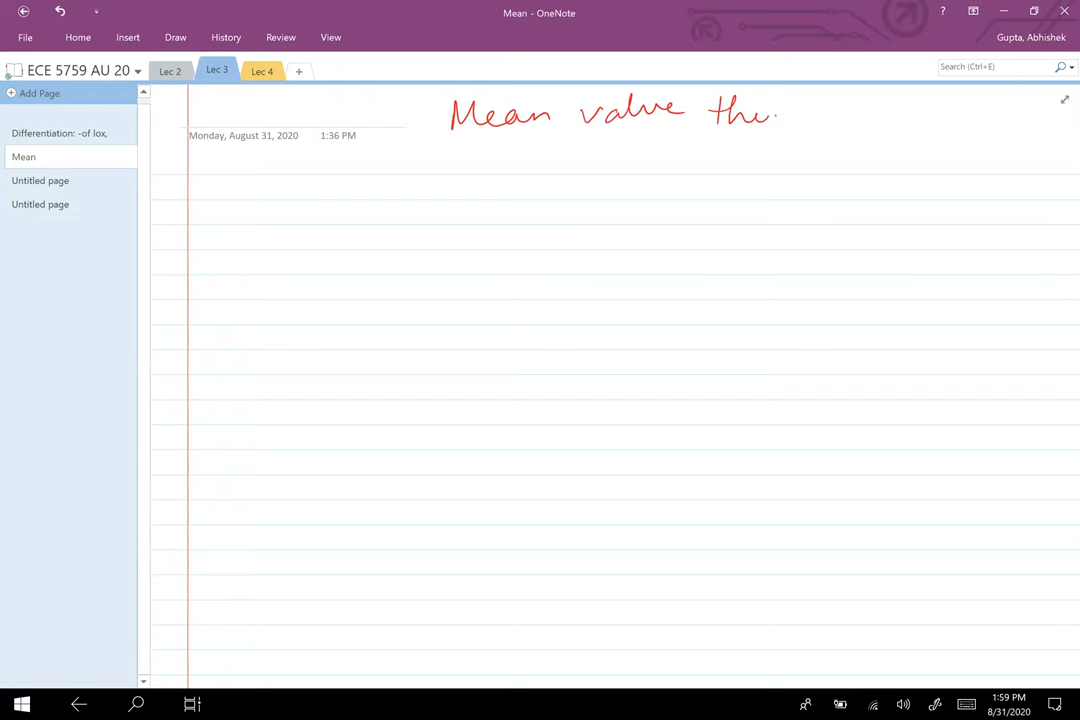 Mean - OneNote
?
File
Home
Insert
Draw
History
Review
View
Gupta, Abhishek
ECE 5759 AU 20
Lec 2
Lec 3
Lec 4
+
Search (Ctrl+E)
Add Page
Differentiation: -of lox,
Mean
Untitled page
Untitled page
Mean value the
Monday, August 31, 2020 1:36 PM
1:59 PM
8/31/2020